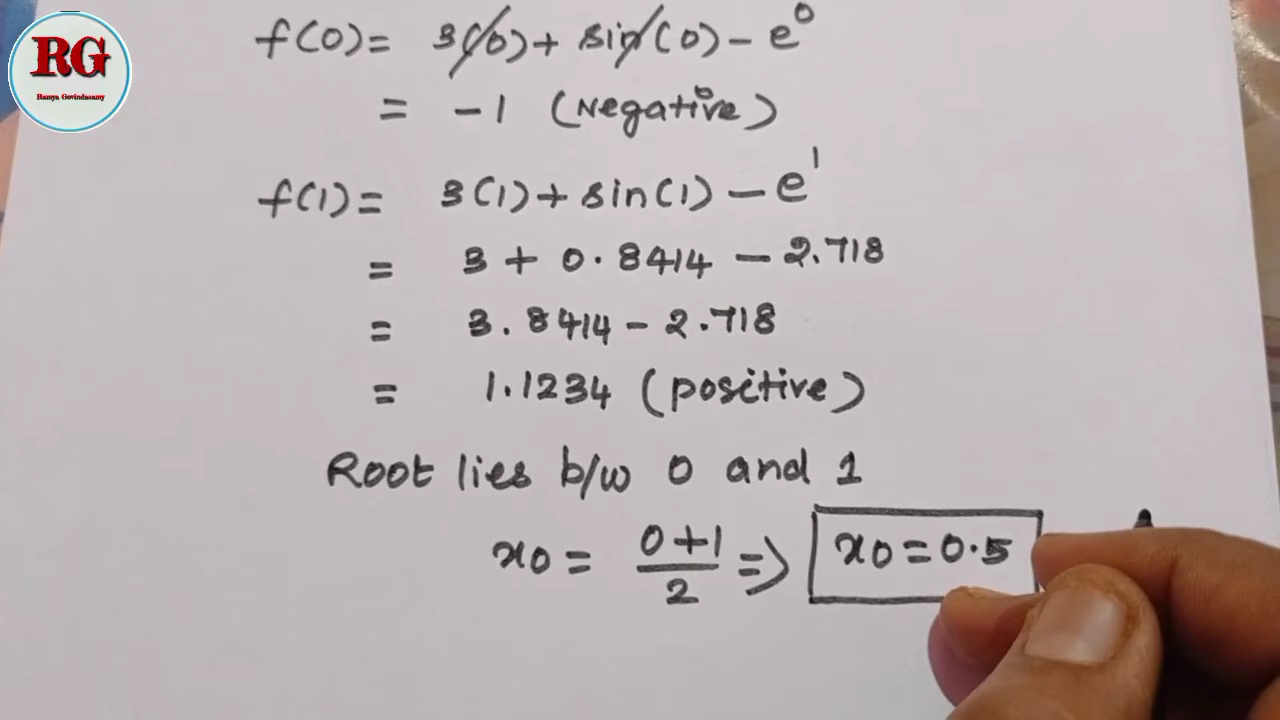 RG
Ramya Govindasamy
f(0) = 3(0) + sin(0) - e⁰
= -1 (Negative)
f(1) = 3(1) + sin(1) - e¹
= 3 + 0.8414 - 2.718
= 3.8414 - 2.718
= 1.1234 (positive)
Root lies b/w 0 and 1
x0 = 0+1/2 => x0 = 0.5